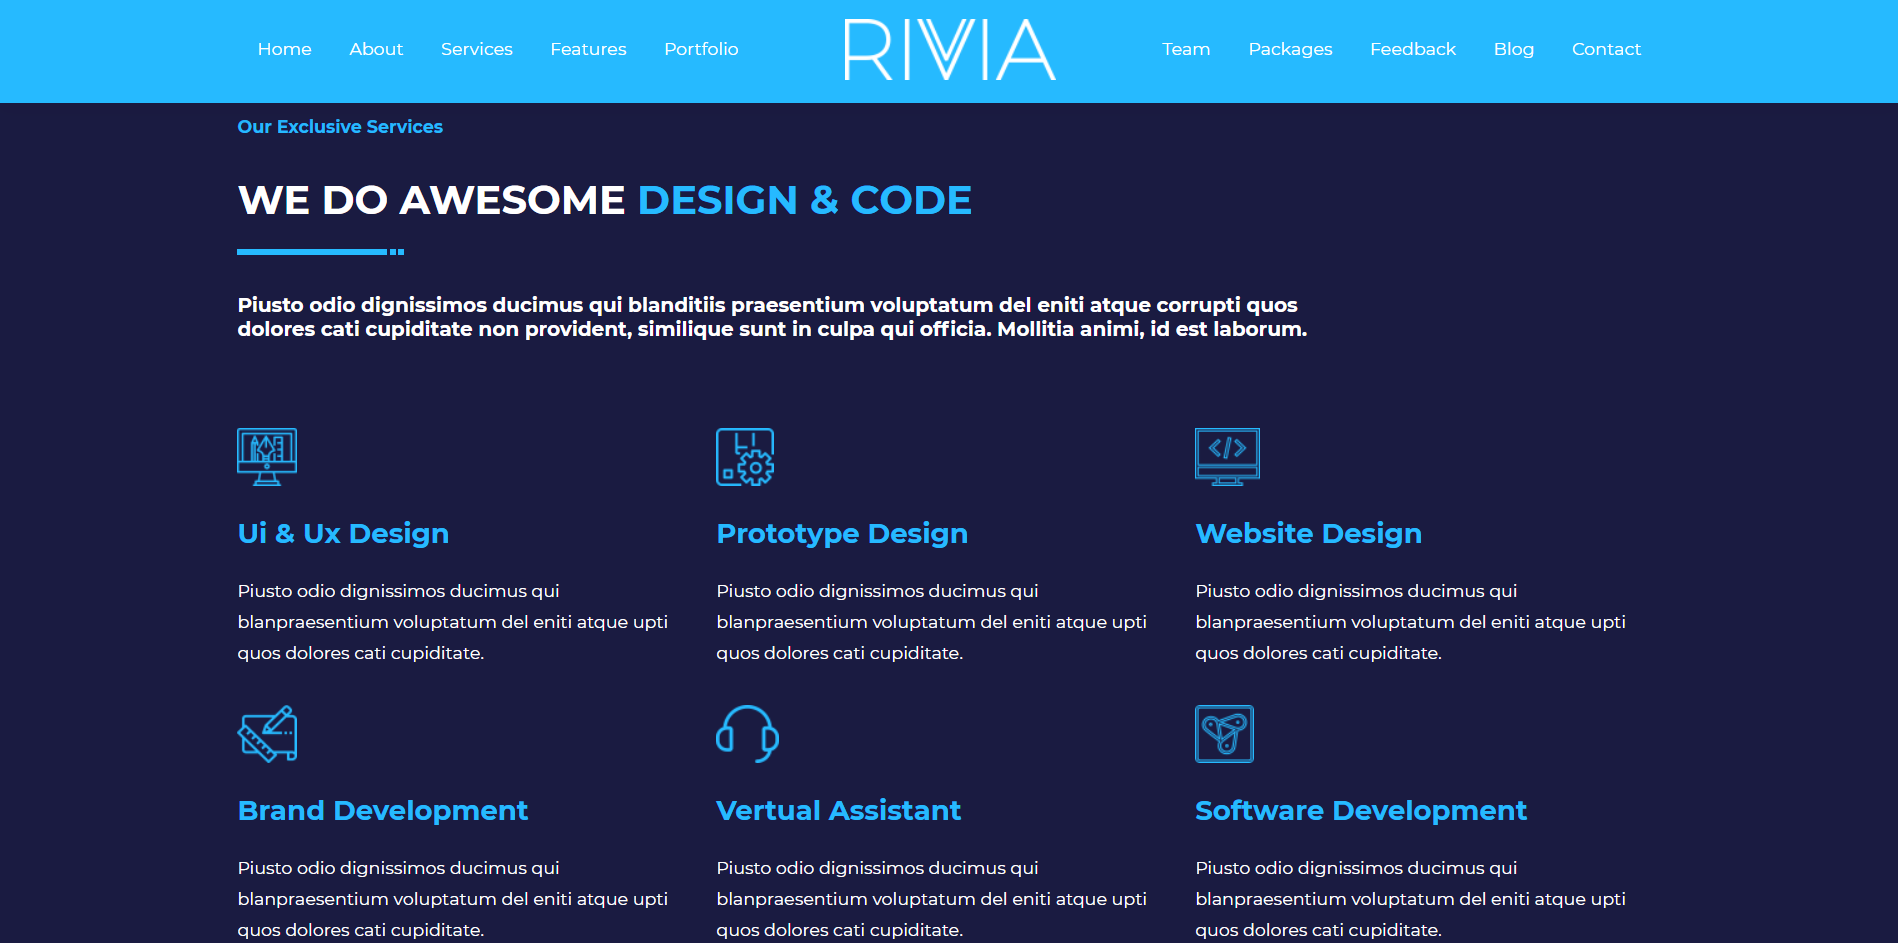 Home About Services Features Portfolio RIVIA Team Packages Feedback Blog Contact
Our Exclusive Services
WE DO AWESOME DESIGN & CODE
Piusto odio dignissimos ducimus qui blanditiis praesentium voluptatum del eniti atque corrupti quos
dolores cati cupiditate non provident, similique sunt in culpa qui officia. Mollitia animi, id est laborum.
Ui & Ux Design
Piusto odio dignissimos ducimus qui
blanpraesentium voluptatum del eniti atque upti
quos dolores cati cupiditate.
Prototype Design
Piusto odio dignissimos ducimus qui
blanpraesentium voluptatum del eniti atque upti
quos dolores cati cupiditate.
Website Design
Piusto odio dignissimos ducimus qui
blanpraesentium voluptatum del eniti atque upti
quos dolores cati cupiditate.
Brand Development
Piusto odio dignissimos ducimus qui
blanpraesentium voluptatum del eniti atque upti
quos dolores cati cupiditate.
Vertual Assistant
Piusto odio dignissimos ducimus qui
blanpraesentium voluptatum del eniti atque upti
quos dolores cati cupiditate.
Software Development
Piusto odio dignissimos ducimus qui
blanpraesentium voluptatum del eniti atque upti
quos dolores cati cupiditate.